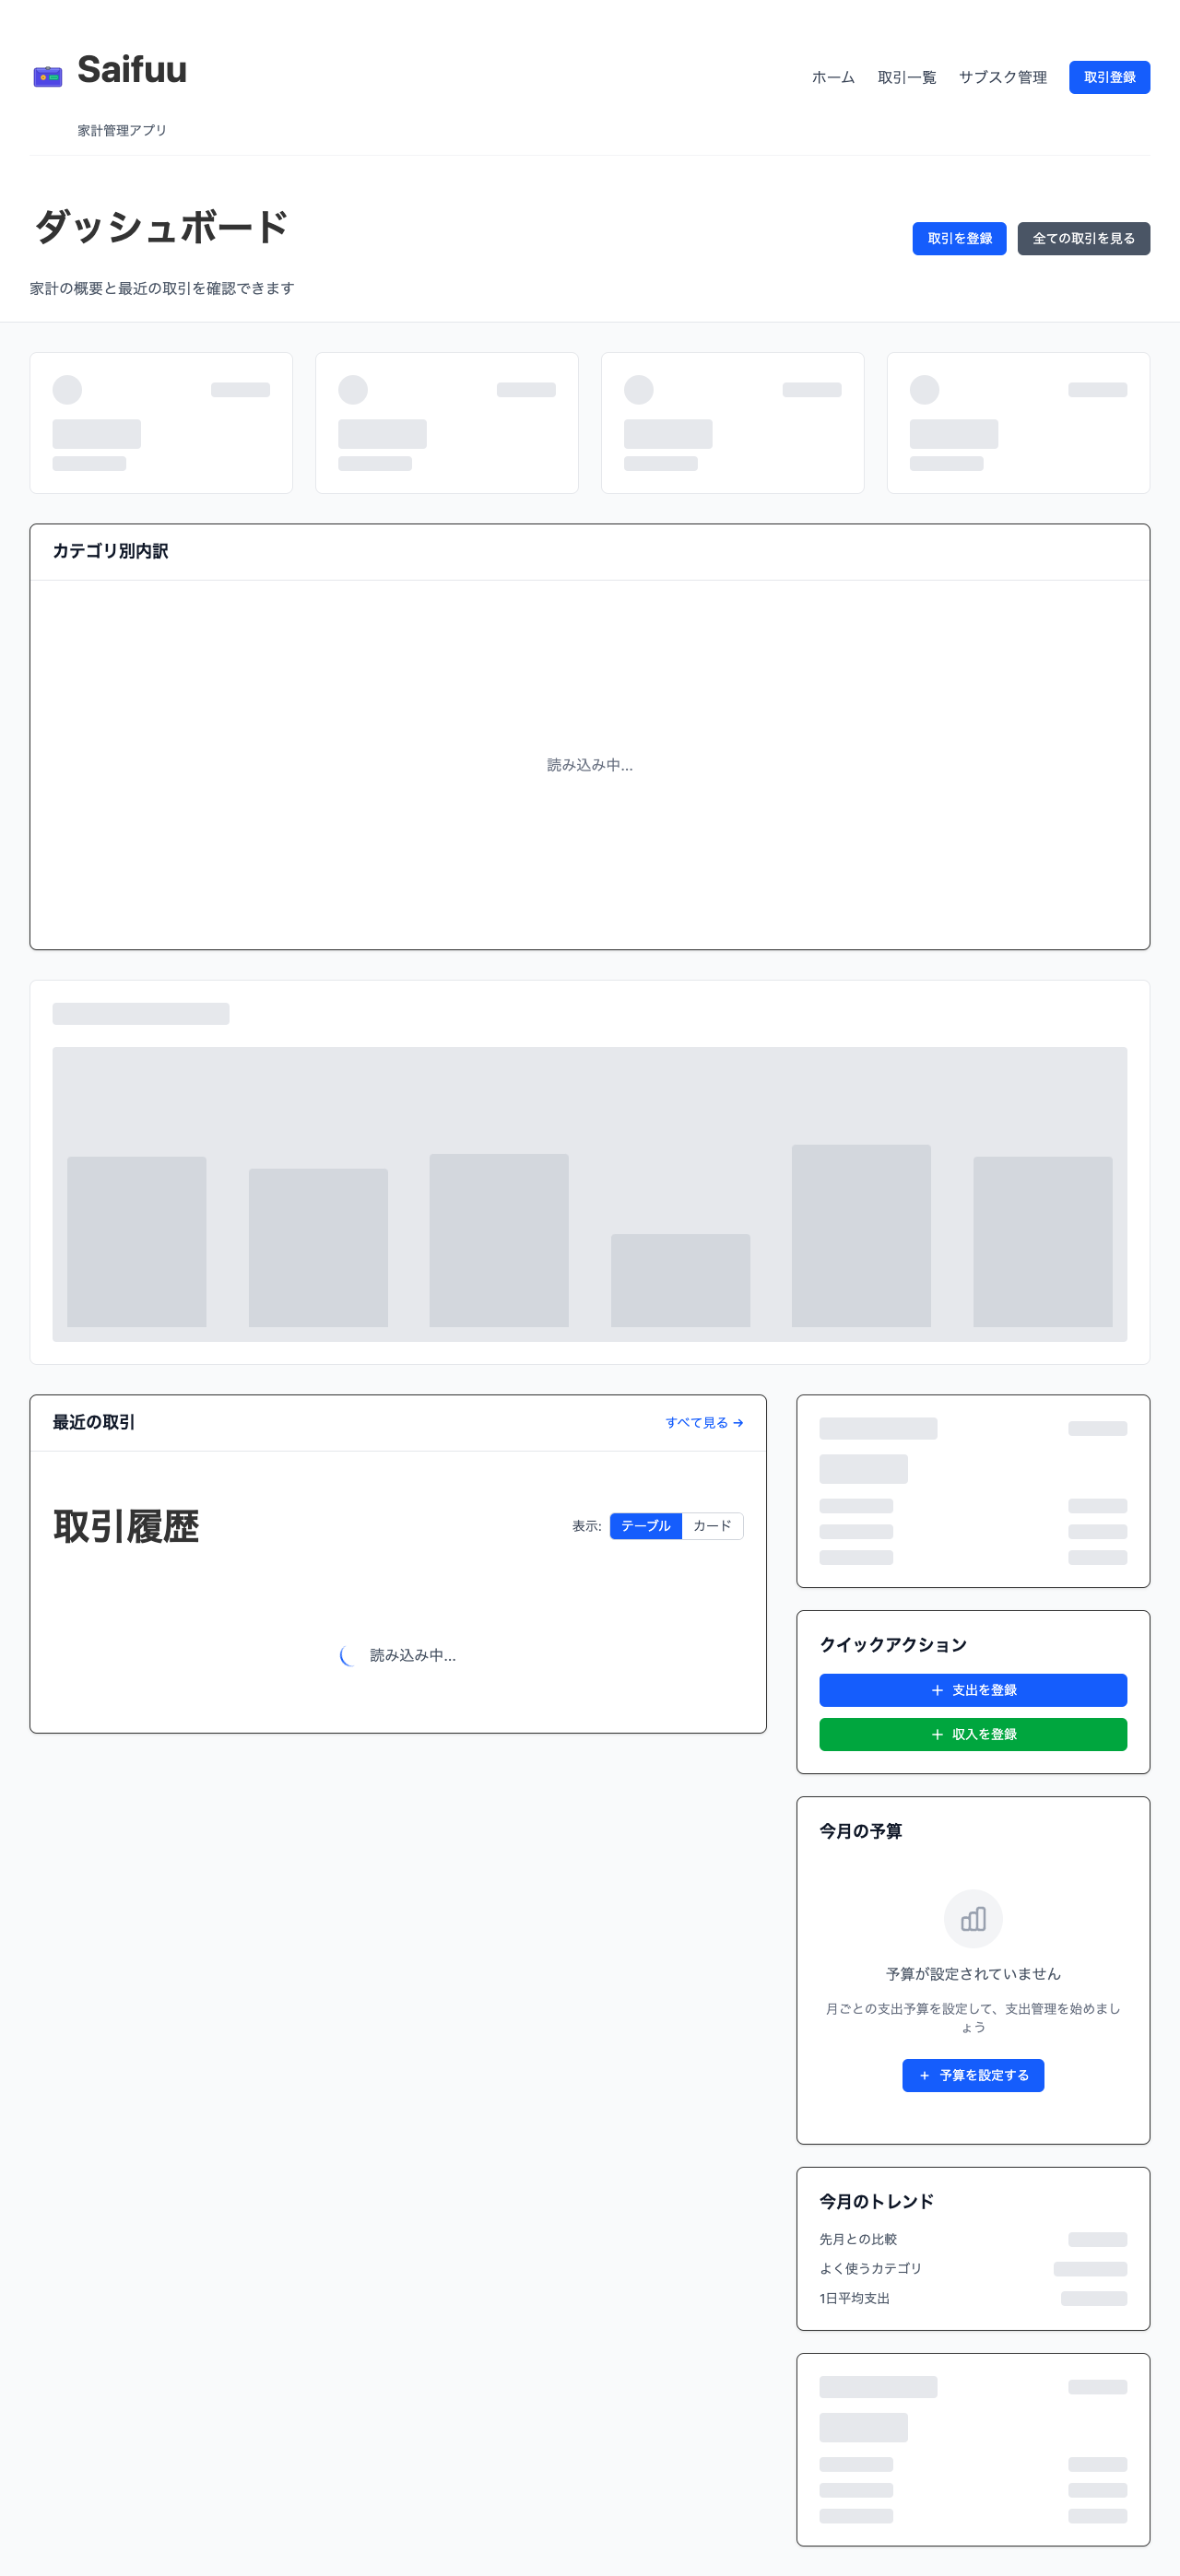 Saifuu
家計管理アプリ
ホーム 取引一覧 サブスク管理 取引登録
ダッシュボード
家計の概要と最近の取引を確認できます
取引を登録 全ての取引を見る
カテゴリ別内訳
読み込み中...
最近の取引 すべて見る →
取引履歴
表示: テーブル カード
読み込み中...
クイックアクション
+ 支出を登録
+ 収入を登録
今月の予算
予算が設定されていません
月ごとの支出予算を設定して、支出管理を始めまし
ょう
+ 予算を設定する
今月のトレンド
先月との比較
よく使うカテゴリ
1日平均支出